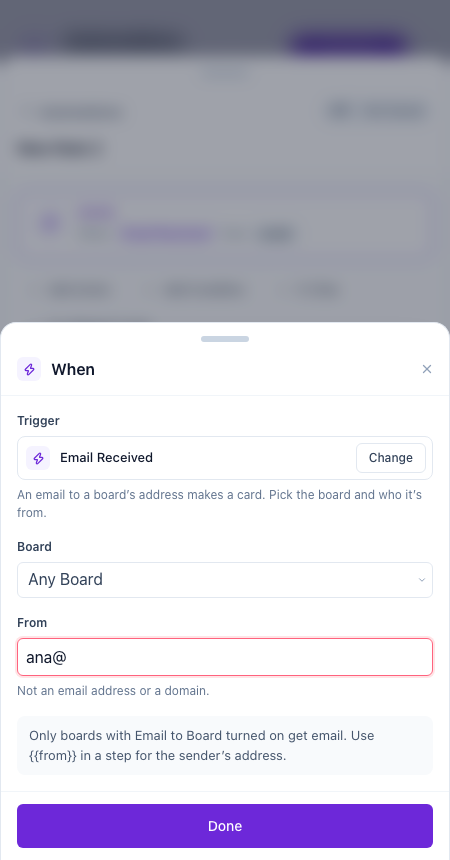 When
Trigger
Email Received
Change
An email to a board’s address makes a card. Pick the board and who it’s
from.
Board
Any Board
From
ana@
Not an email address or a domain.
Only boards with Email to Board turned on get email. Use
{{from}} in a step for the sender’s address.
Done